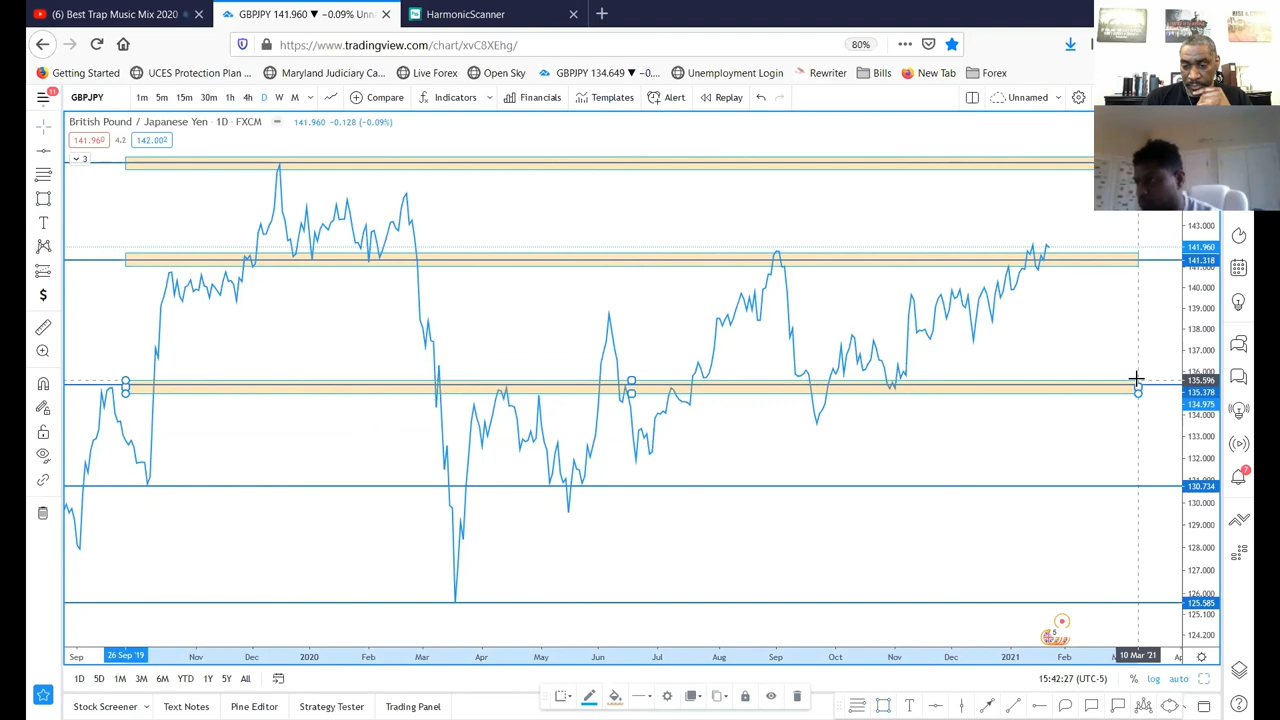 (6) Best Trap Music Mix 2020
GBPJPY 141.960 ▼ −0.09% Unn
HarmonicScanner
https://www.tradingview.com/chart/xvC8XEhg/
80%
Getting Started
UCES Protection Plan ...
Maryland Judiciary Ca...
Live Forex
Open Sky
GBPJPY 134.649 ▼ −0....
Unemployment Login
Rewriter
Bills
New Tab
Forex
11
GBPJPY
1m 5m 15m 30m 1h 4h D W M
Compare
Indicators
Financials
Templates
Alert
Replay
Unnamed
British Pound / Japanese Yen · 1D · FXCM
141.960 −0.128 (−0.09%)
141.960 4.2 142.002
3
143.000
141.960
141.318
141.000
140.000
139.000
138.000
137.000
136.000
135.596
135.378
134.975
134.000
133.000
132.000
130.734
130.000
129.000
128.000
127.000
126.000
125.585
125.100
124.200
7
5
Sep
26 Sep '19
Nov
Dec
2020
Feb
Mar
Apr
May
Jun
Jul
Aug
Sep
Oct
Nov
Dec
2021
Feb
10 Mar '21
1D 5D 1M 3M 6M YTD 1Y 5Y All
15:42:27 (UTC-5)
% log auto
Stock Screener
Text Notes
Pine Editor
Strategy Tester
Trading Panel